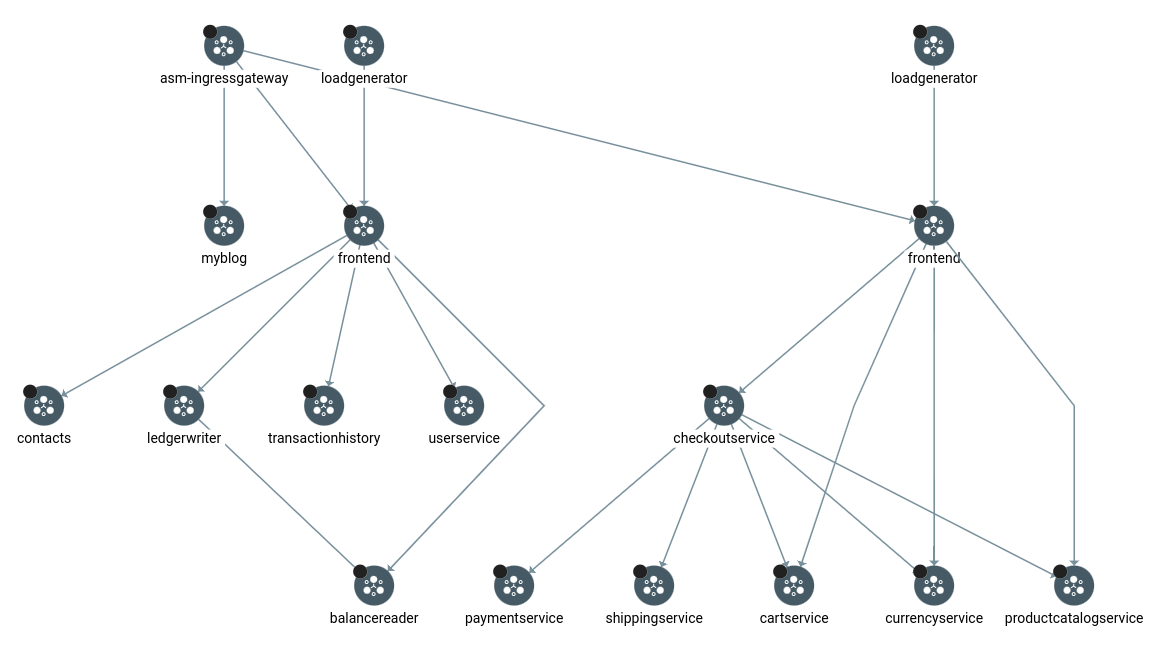 asm-ingressgateway
loadgenerator
loadgenerator
myblog
frontend
frontend
contacts
ledgerwriter
transactionhistory
userservice
checkoutservice
balancereader
paymentservice
shippingservice
cartservice
currencyservice
productcatalogservice